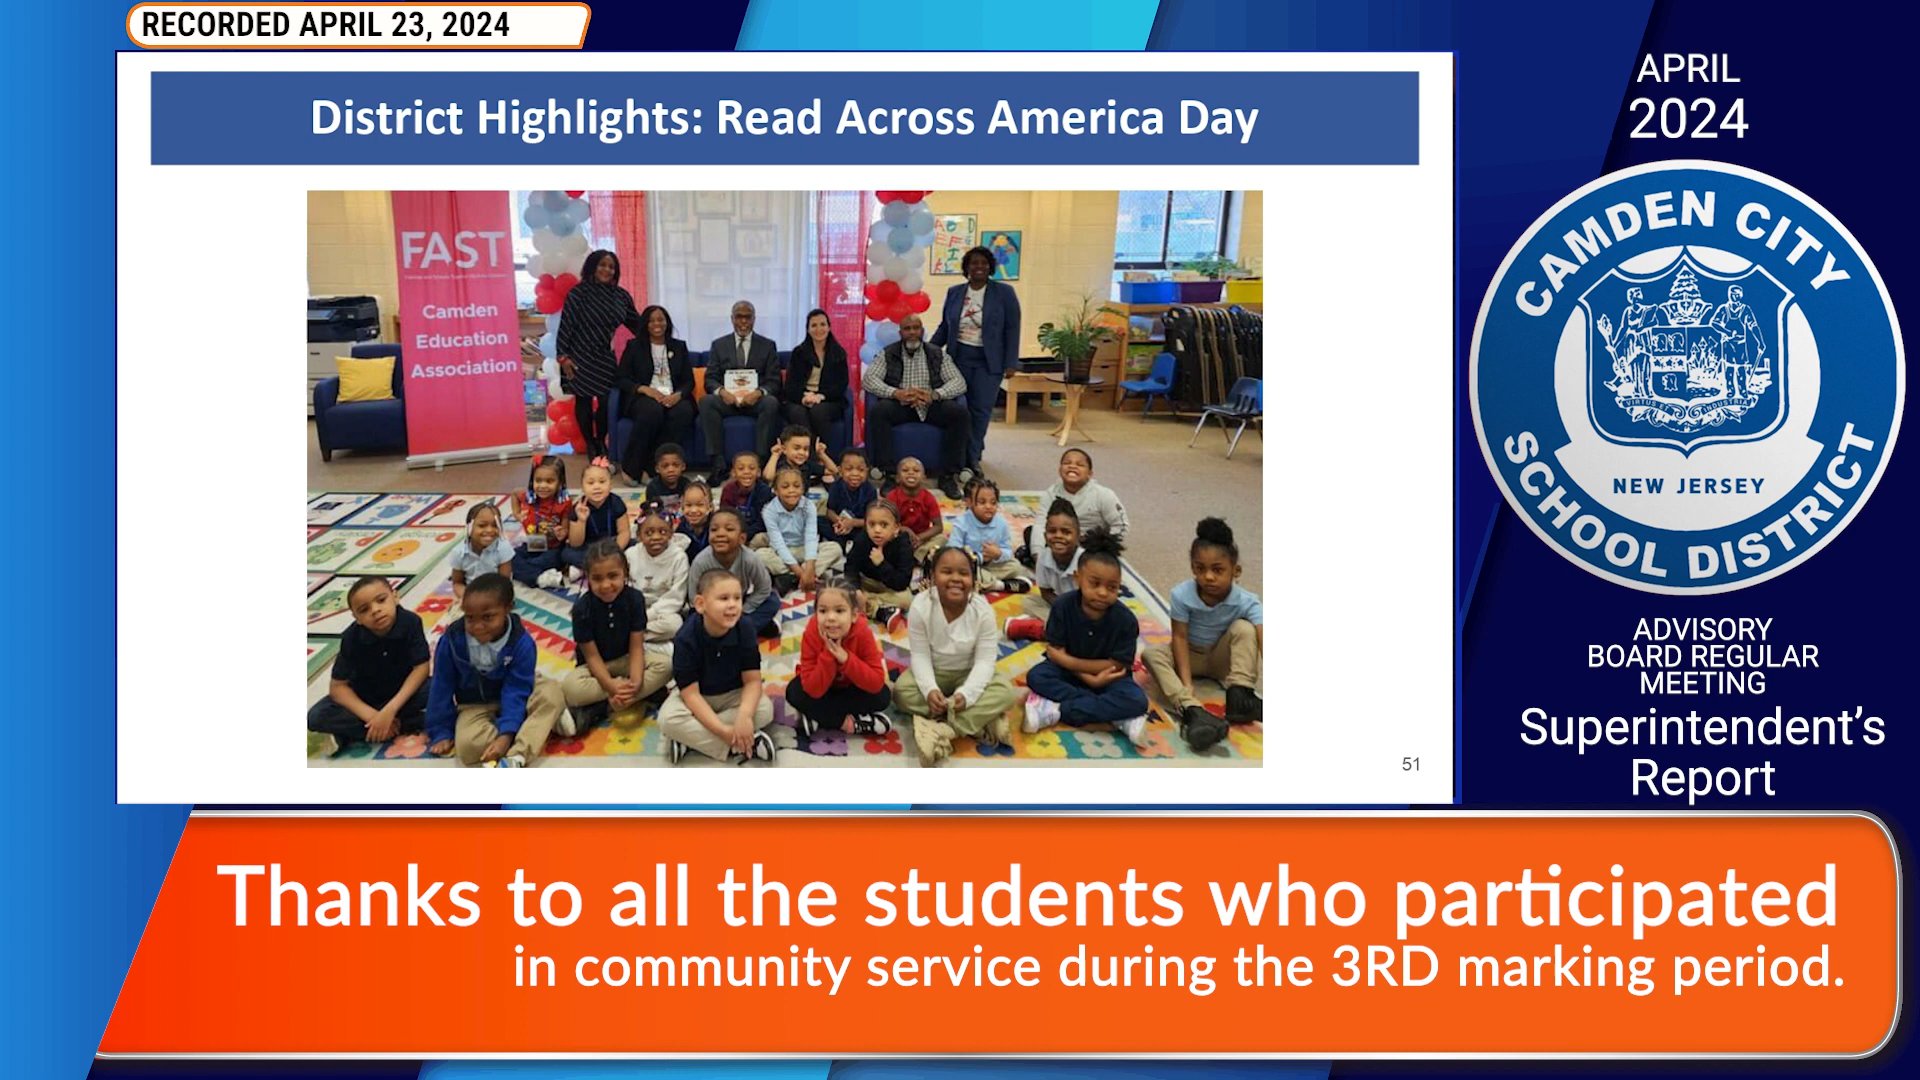 RECORDED APRIL 23, 2024
District Highlights: Read Across America Day
FAST
Camden
Education
Association
51
APRIL
2024
CAMDEN CITY
SCHOOL DISTRICT
NEW JERSEY
ADVISORY
BOARD REGULAR
MEETING
Superintendent's
Report
Thanks to all the students who participated
in community service during the 3RD marking period.